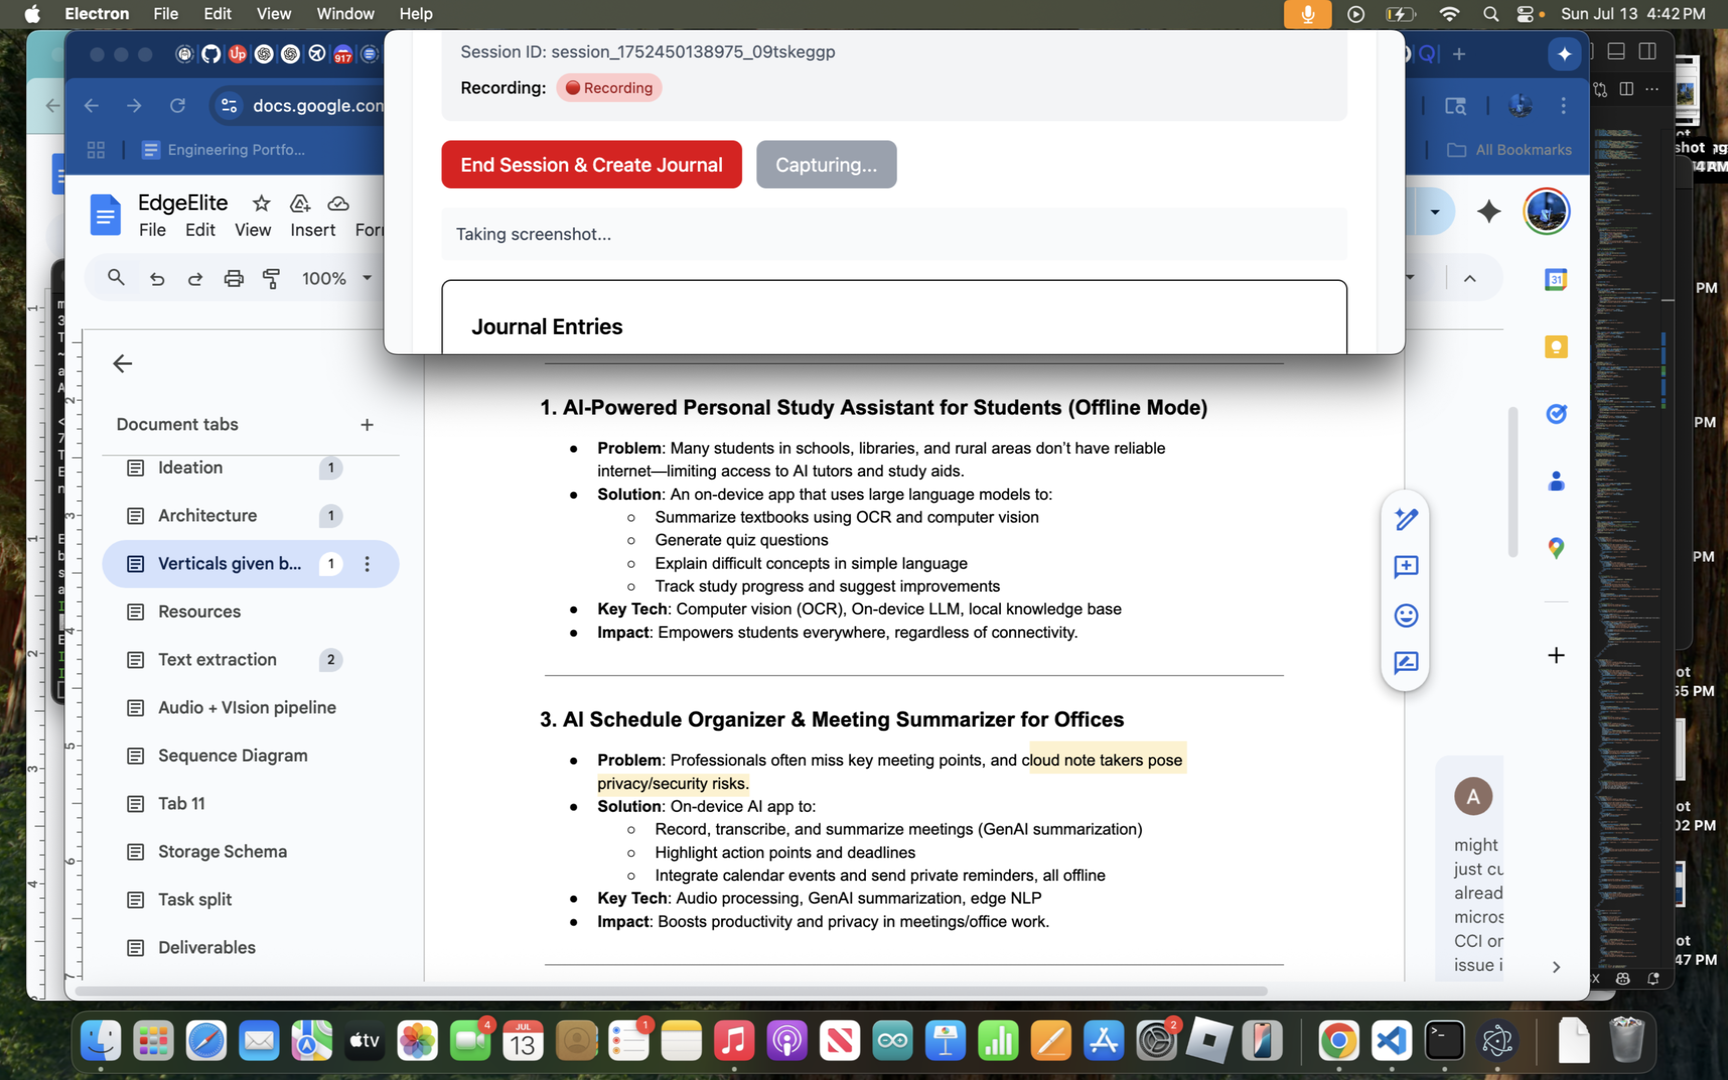 Electron File Edit View Window Help
Sun Jul 13 4:42 PM
Session ID: session_1752450138975_09tskeggp
Recording: Recording
End Session & Create Journal Capturing...
Taking screenshot...
Journal Entries
Up
917
docs.google.com
Engineering Portfo...
All Bookmarks
EdgeElite
File Edit View Insert For
100%
31
Document tabs
Ideation 1
Architecture 1
Verticals given b... 1
Resources
Text extraction 2
Audio + VIsion pipeline
Sequence Diagram
Tab 11
Storage Schema
Task split
Deliverables
1. AI-Powered Personal Study Assistant for Students (Offline Mode)
Problem: Many students in schools, libraries, and rural areas don’t have reliable
internet—limiting access to AI tutors and study aids.
Solution: An on-device app that uses large language models to:
Summarize textbooks using OCR and computer vision
Generate quiz questions
Explain difficult concepts in simple language
Track study progress and suggest improvements
Key Tech: Computer vision (OCR), On-device LLM, local knowledge base
Impact: Empowers students everywhere, regardless of connectivity.
3. AI Schedule Organizer & Meeting Summarizer for Offices
Problem: Professionals often miss key meeting points, and cloud note takers pose
privacy/security risks.
Solution: On-device AI app to:
Record, transcribe, and summarize meetings (GenAI summarization)
Highlight action points and deadlines
Integrate calendar events and send private reminders, all offline
Key Tech: Audio processing, GenAI summarization, edge NLP
Impact: Boosts productivity and privacy in meetings/office work.
A
might
just cu
already
micros
CCI or
issue i
ot
shot
4 AM
PM
PM
PM
ot
55 PM
ot
02 PM
ot
47 PM
tv
4
JUL
13
1
2